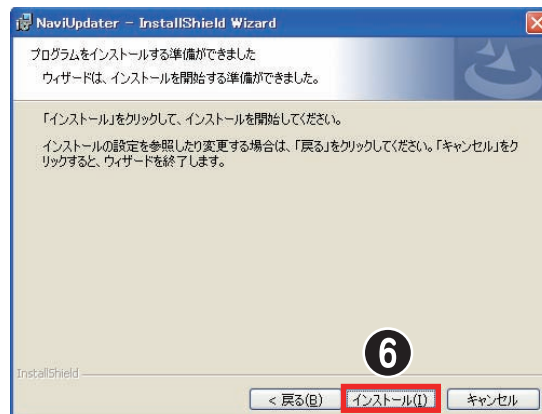 NaviUpdater - InstallShield Wizard
プログラムをインストールする準備ができました
ウィザードは、インストールを開始する準備ができました。
「インストール」をクリックして、インストールを開始してください。
インストールの設定を参照したり変更する場合は、「戻る」をクリックしてください。「キャンセル」をク
リックすると、ウィザードを終了します。
6
InstallShield
< 戻る(B) インストール(I) キャンセル